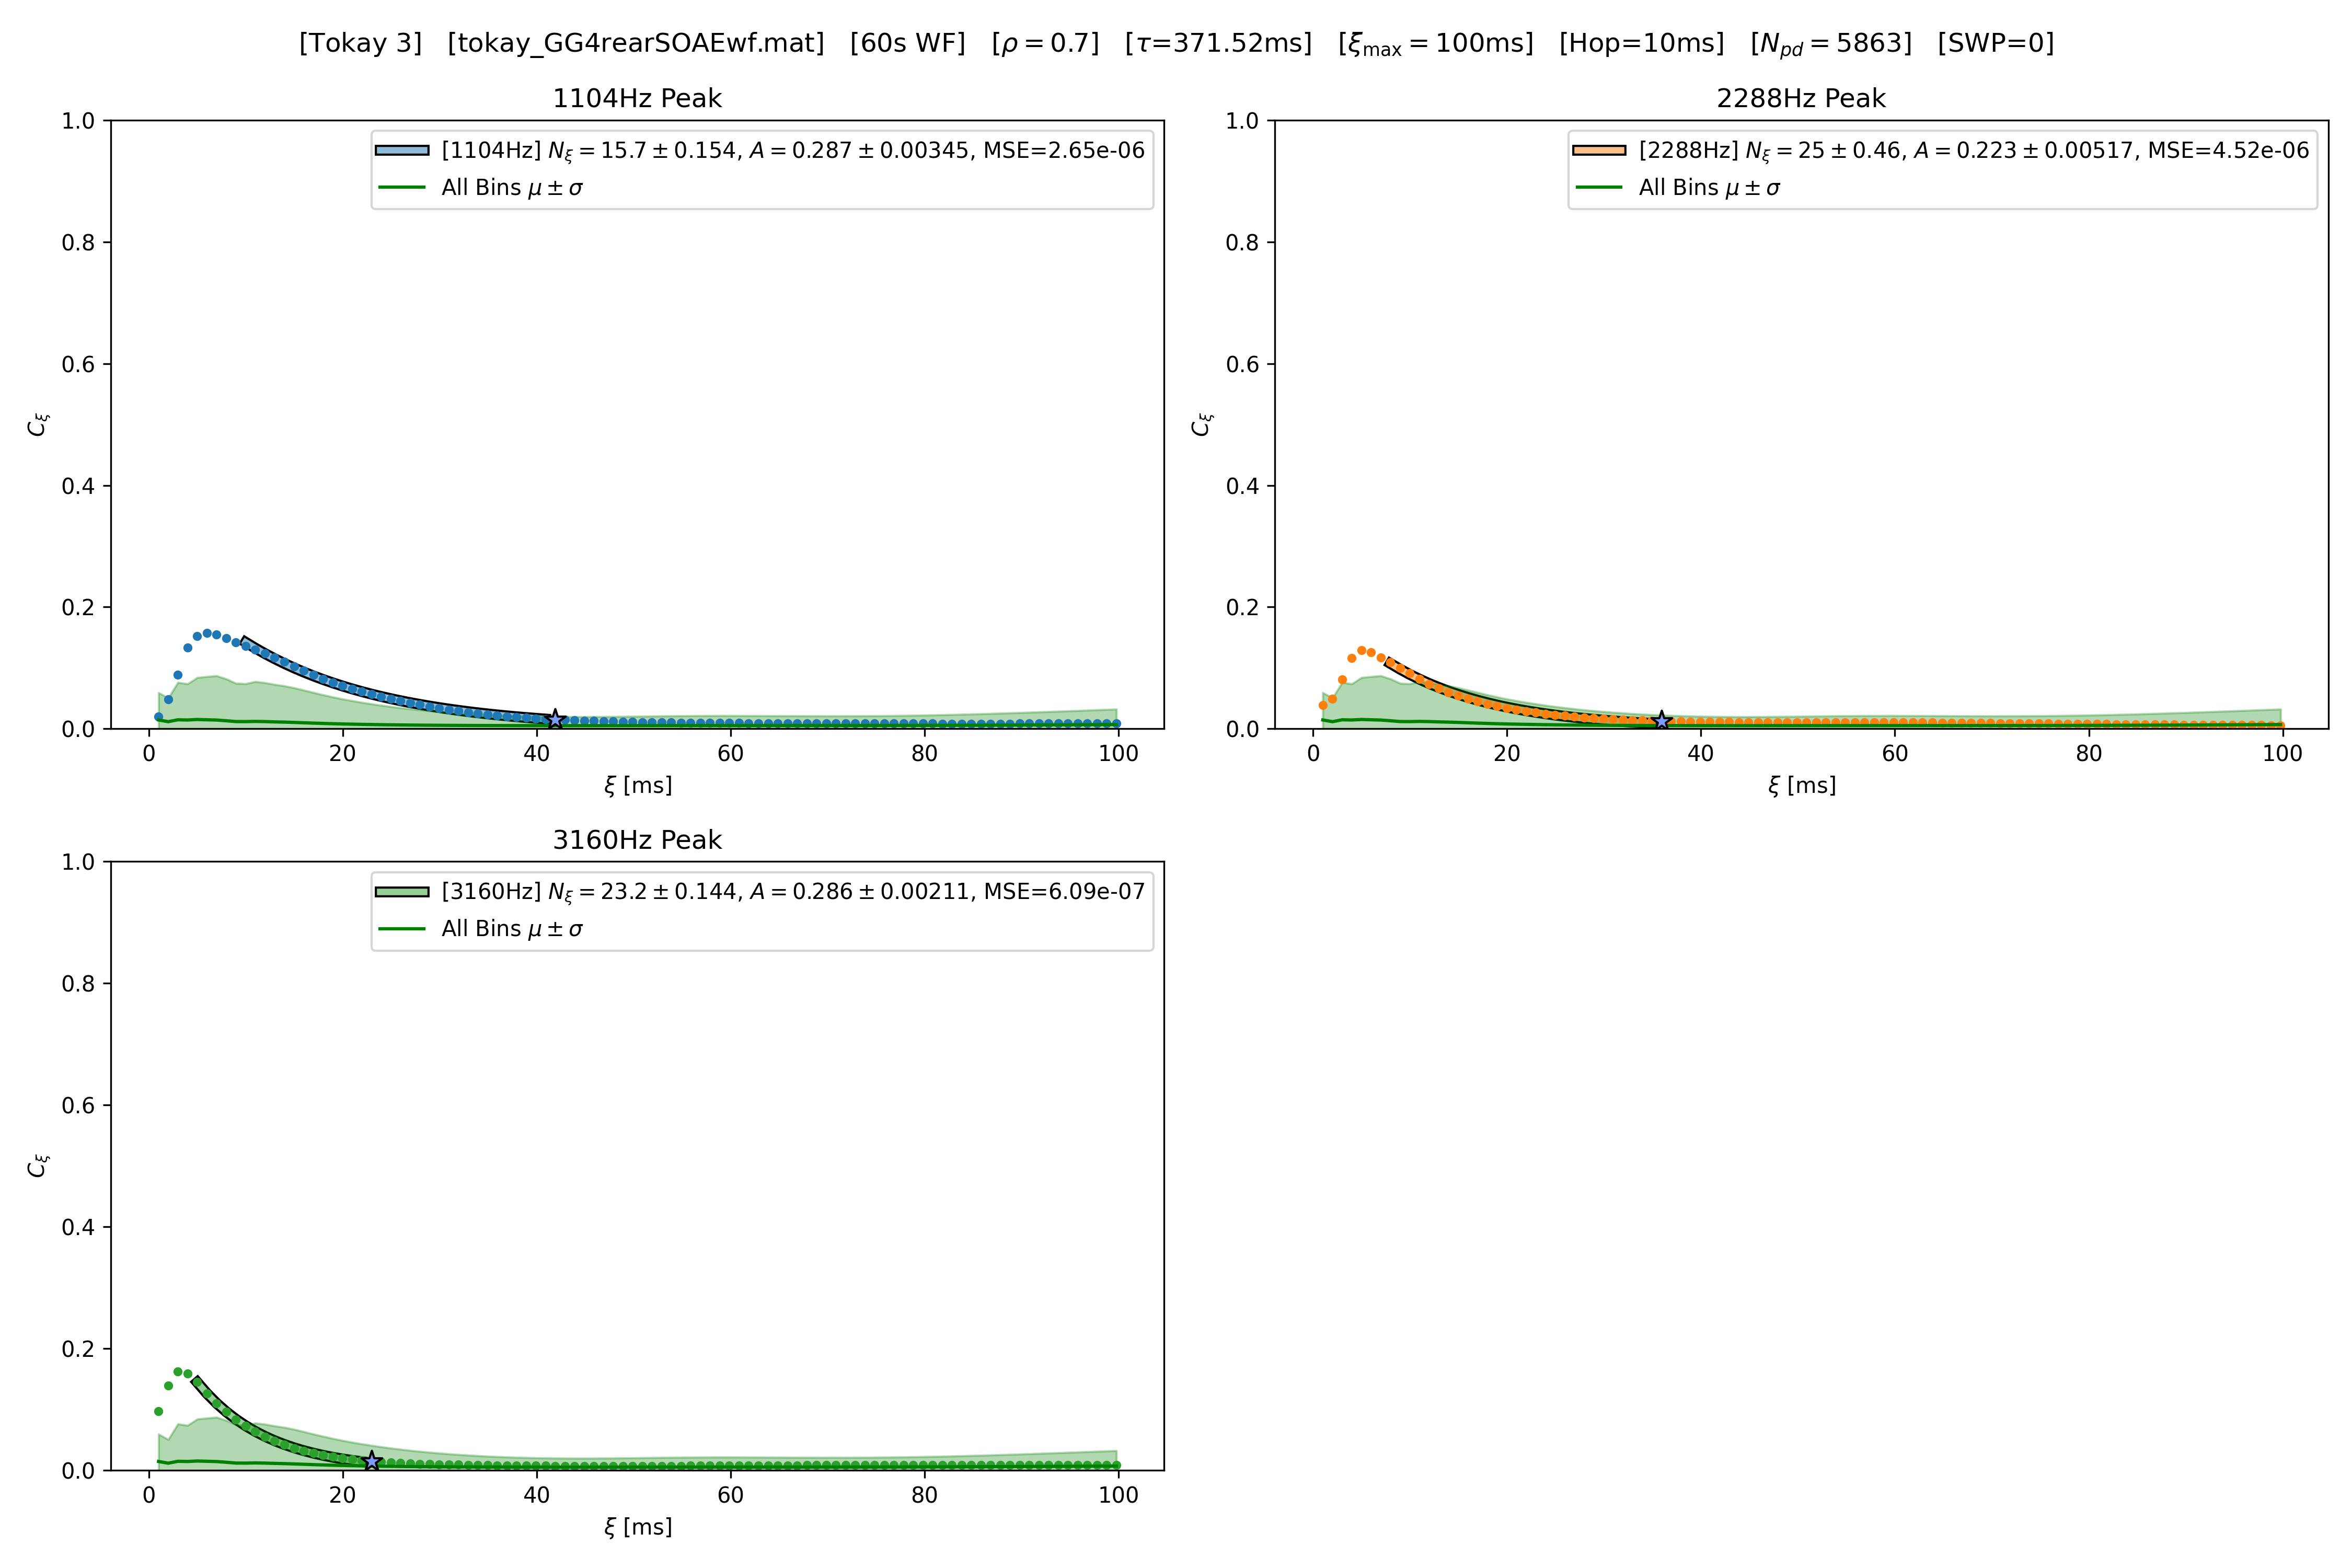 [Tokay 3] [tokay_GG4rearSOAEwf.mat] [60s WF] [ρ = 0.7] [τ=371.52ms] [ξmax = 100ms] [Hop=10ms] [Npd = 5863] [SWP=0]
1104Hz Peak
[1104Hz] Nξ = 15.7 ± 0.154, A = 0.287 ± 0.00345, MSE=2.65e-06
All Bins μ ± σ
1.0
0.8
0.6
0.4
0.2
0.0
Cξ
0 20 40 60 80 100
ξ [ms]
2288Hz Peak
[2288Hz] Nξ = 25 ± 0.46, A = 0.223 ± 0.00517, MSE=4.52e-06
All Bins μ ± σ
1.0
0.8
0.6
0.4
0.2
0.0
Cξ
0 20 40 60 80 100
ξ [ms]
3160Hz Peak
[3160Hz] Nξ = 23.2 ± 0.144, A = 0.286 ± 0.00211, MSE=6.09e-07
All Bins μ ± σ
1.0
0.8
0.6
0.4
0.2
0.0
Cξ
0 20 40 60 80 100
ξ [ms]